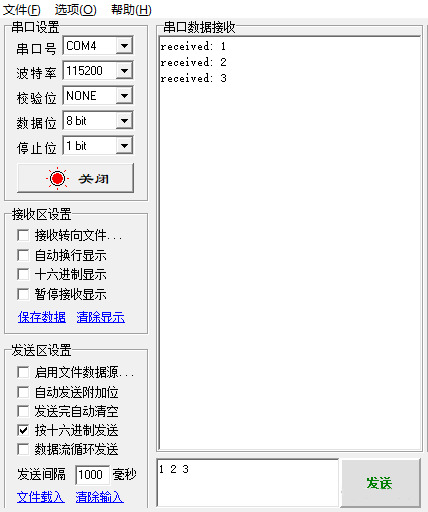 文件(F) 选项(O) 帮助(H)
串口设置
串口号 COM4
波特率 115200
校验位 NONE
数据位 8 bit
停止位 1 bit
关闭
接收区设置
接收转向文件...
自动换行显示
十六进制显示
暂停接收显示
保存数据 清除显示
发送区设置
启用文件数据源...
自动发送附加位
发送完自动清空
按十六进制发送
数据流循环发送
发送间隔 1000 毫秒
文件载入 清除输入
串口数据接收
received: 1
received: 2
received: 3
1 2 3
发送